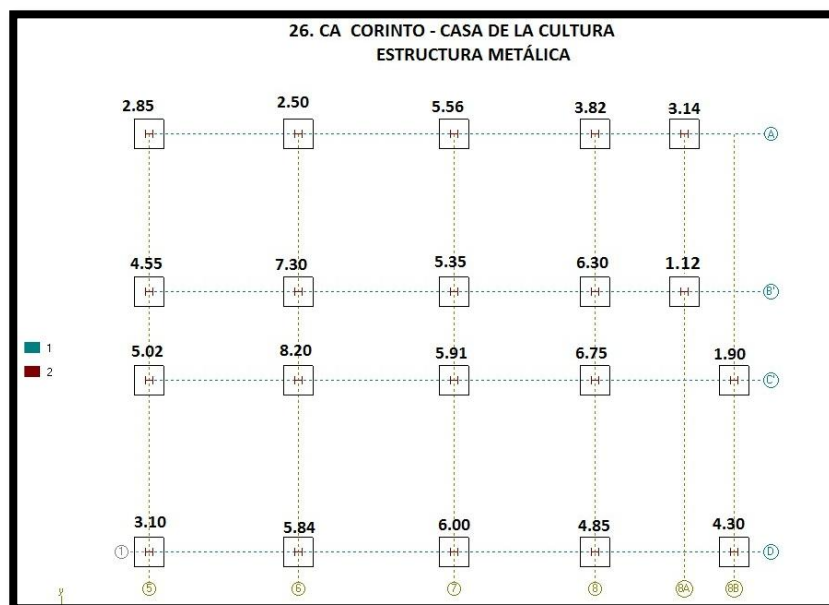 26. CA CORINTO - CASA DE LA CULTURA
ESTRUCTURA METÁLICA
2.85 2.50 5.56 3.82 3.14
A
4.55 7.30 5.35 6.30 1.12
B'
1
5.02 8.20 5.91 6.75 1.90
2
C'
3.10 5.84 6.00 4.85 4.30
1 D
y 5 6 7 8 8A 8B